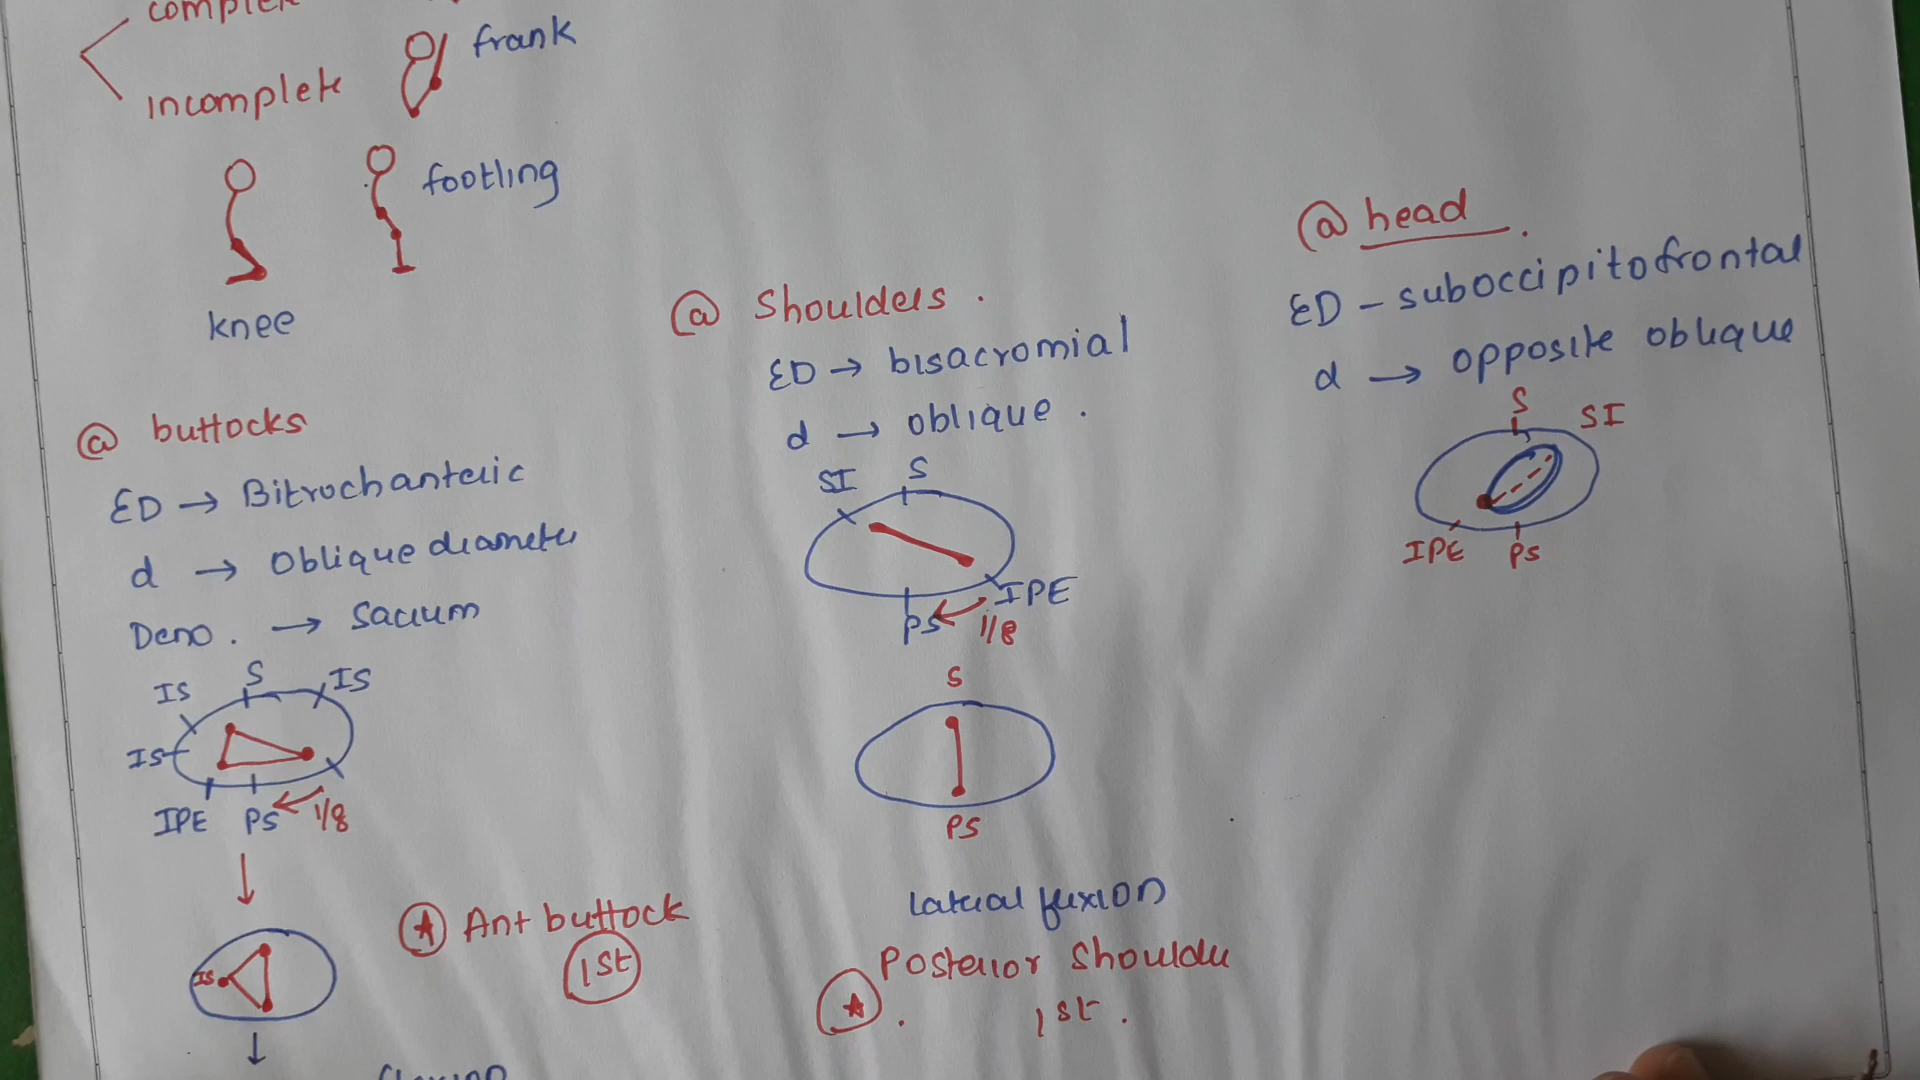 Incomplete
frank
footling
knee
@ buttocks
ED → Bitrochanteric
d → Oblique diameter
Deno. → Sacrum
IS S IS
IS
IPE PS 1/8
IS
★ Ant buttock
1st
@ Shoulders.
ED → bisacromial
d → oblique.
SI S
IPE
PS 1/8
S
PS
Lateral flexion
Posterior Shoulder
★. 1st.
@ head.
ED - suboccipitofrontal
d → opposite oblique
S SI
IPE PS